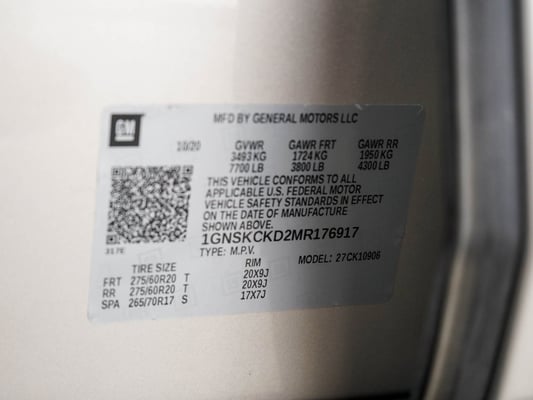 GM
MFD BY GENERAL MOTORS LLC
10/20 GVWR GAWR FRT GAWR RR
3493 KG 1724 KG 1950 KG
7700 LB 3800 LB 4300 LB
THIS VEHICLE CONFORMS TO ALL
APPLICABLE U.S. FEDERAL MOTOR
VEHICLE SAFETY STANDARDS IN EFFECT
ON THE DATE OF MANUFACTURE
SHOWN ABOVE.
317E
1GNSKCKD2MR176917
TYPE: M.P.V. MODEL: 27CK10906
TIRE SIZE RIM
FRT 275/60R20 T 20X9J
RR 275/60R20 T 20X9J
SPA 265/70R17 S 17X7J